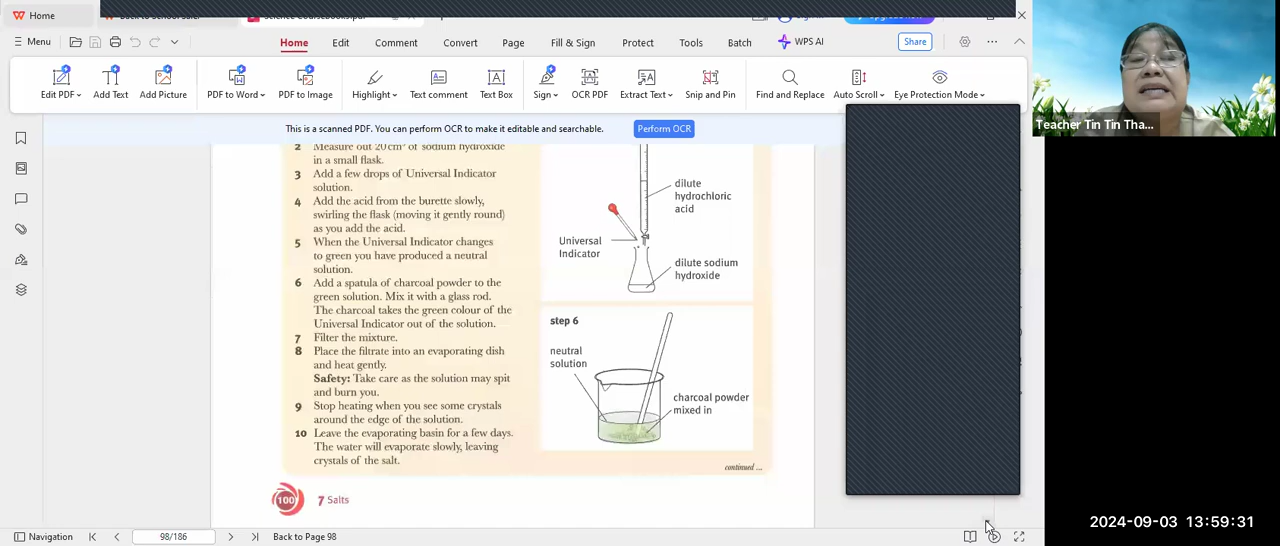 Home
Menu
Home
Edit
Comment
Convert
Page
Fill & Sign
Protect
Tools
Batch
WPS AI
Share
Edit PDF
Add Text
Add Picture
PDF to Word
PDF to Image
Highlight
Text comment
Text Box
Sign
OCR PDF
Extract Text
Snip and Pin
Find and Replace
Auto Scroll
Eye Protection Mode
This is a scanned PDF. You can perform OCR to make it editable and searchable.
Perform OCR
2 Measure out 20 cm³ of sodium hydroxide
in a small flask.
3 Add a few drops of Universal Indicator
solution.
4 Add the acid from the burette slowly,
swirling the flask (moving it gently round)
as you add the acid.
5 When the Universal Indicator changes
to green you have produced a neutral
solution.
6 Add a spatula of charcoal powder to the
green solution. Mix it with a glass rod.
The charcoal takes the green colour of the
Universal Indicator out of the solution.
7 Filter the mixture.
8 Place the filtrate into an evaporating dish
and heat gently.
Safety: Take care as the solution may spit
and burn you.
9 Stop heating when you see some crystals
around the edge of the solution.
10 Leave the evaporating basin for a few days.
The water will evaporate slowly, leaving
crystals of the salt.
dilute
hydrochloric
acid
Universal
Indicator
dilute sodium
hydroxide
step 6
neutral
solution
charcoal powder
mixed in
continued ...
100 7 Salts
Navigation
98/186
Back to Page 98
Teacher Tin Tin Tha...
2024-09-03 13:59:31